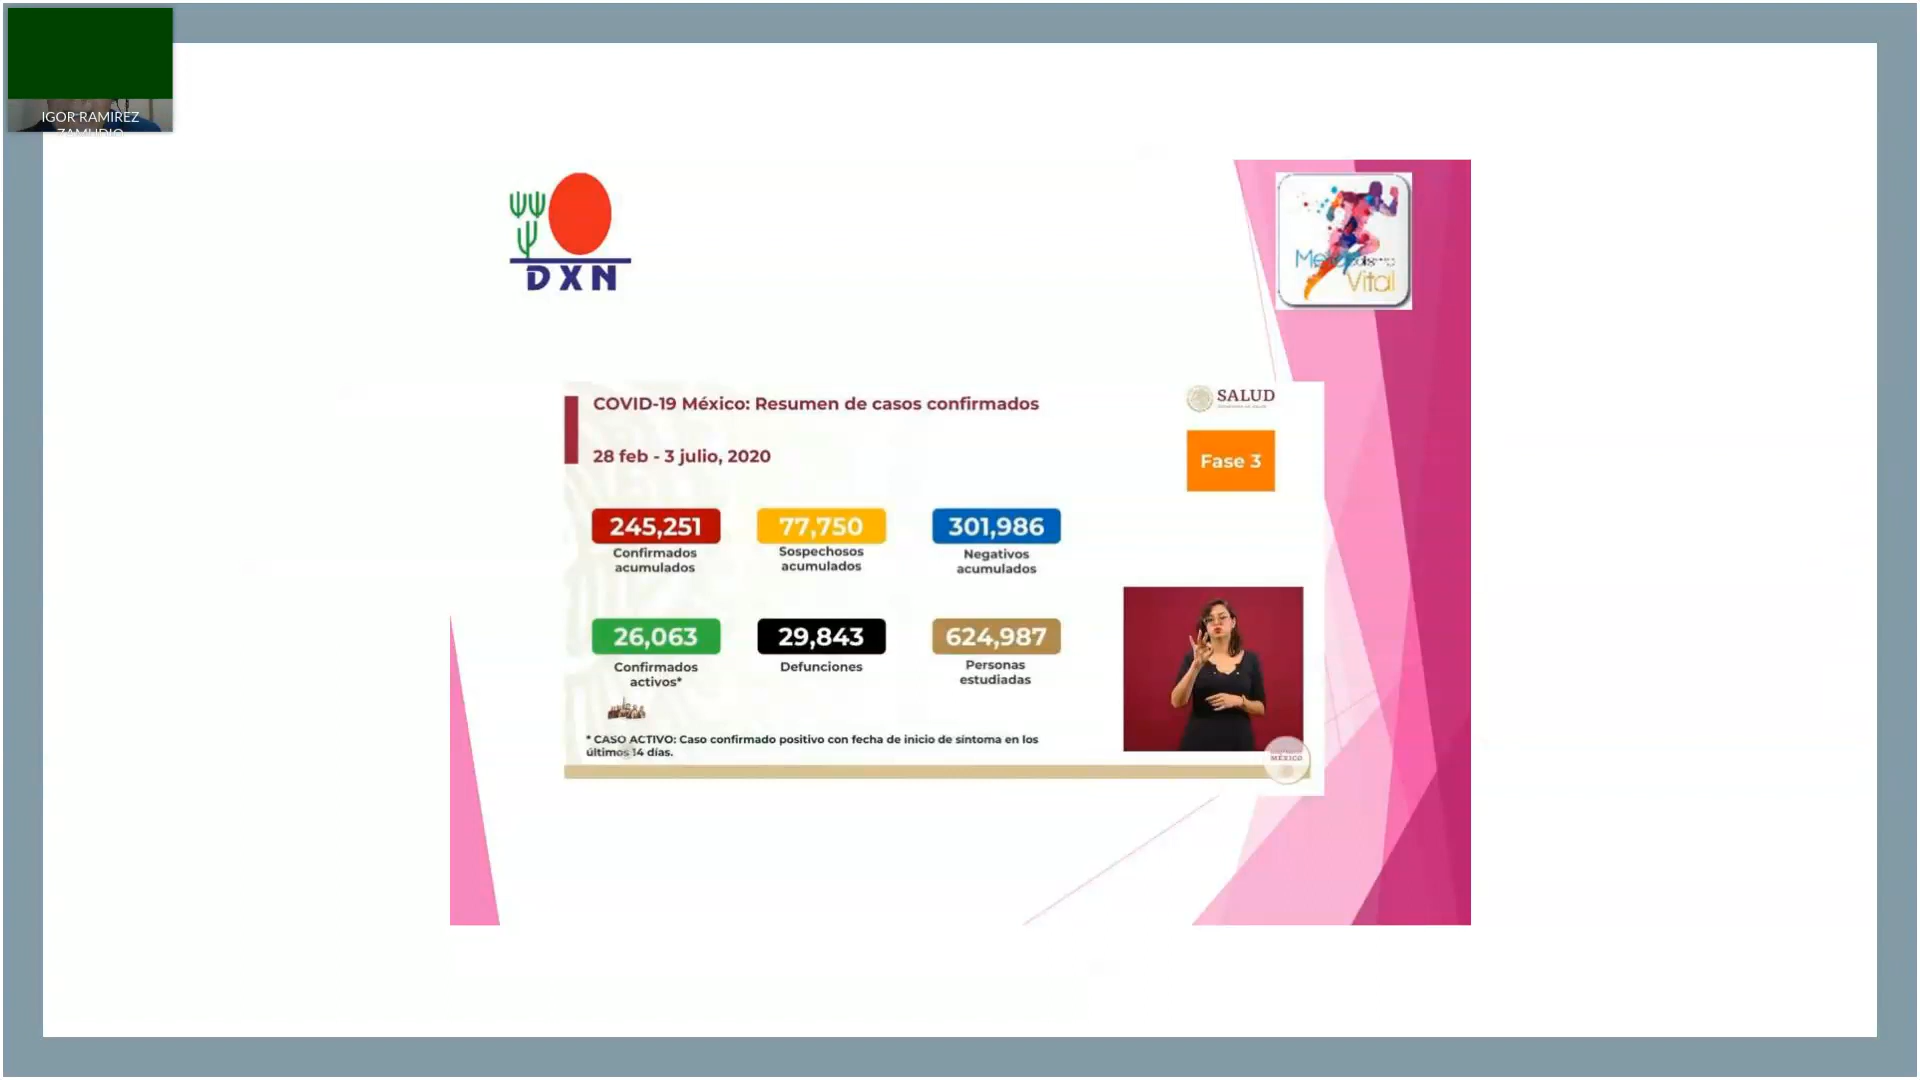 IGOR RAMIREZ
ZAMUDIO
DXN
Vital
COVID-19 México: Resumen de casos confirmados
SALUD
28 feb - 3 julio, 2020
Fase 3
245,251
77,750
301,986
Confirmados
acumulados
Sospechosos
acumulados
Negativos
acumulados
26,063
29,843
624,987
Confirmados
activos*
Defunciones
Personas
estudiadas
* CASO ACTIVO: Caso confirmado positivo con fecha de inicio de síntoma en los
últimos 14 días.
MÉXICO